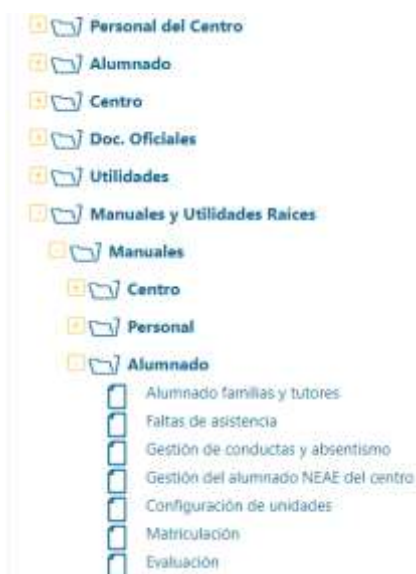 Personal del Centro
Alumnado
Centro
Doc. Oficiales
Utilidades
Manuales y Utilidades Raices
Manuales
Centro
Personal
Alumnado
Alumnado familias y tutores
Faltas de asistencia
Gestión de conductas y absentismo
Gestión del alumnado NEAE del centro
Configuración de unidades
Matriculación
Evaluación